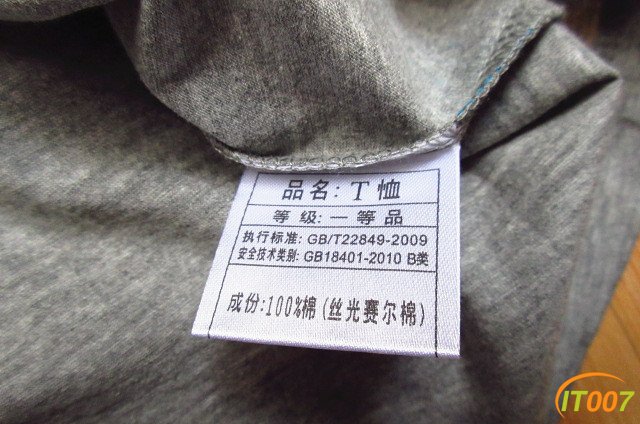 品名: T恤
等级: 一等品
执行标准: GB/T22849-2009
安全技术类别: GB18401-2010 B类
成份:100%棉(丝光赛尔棉)
IT007